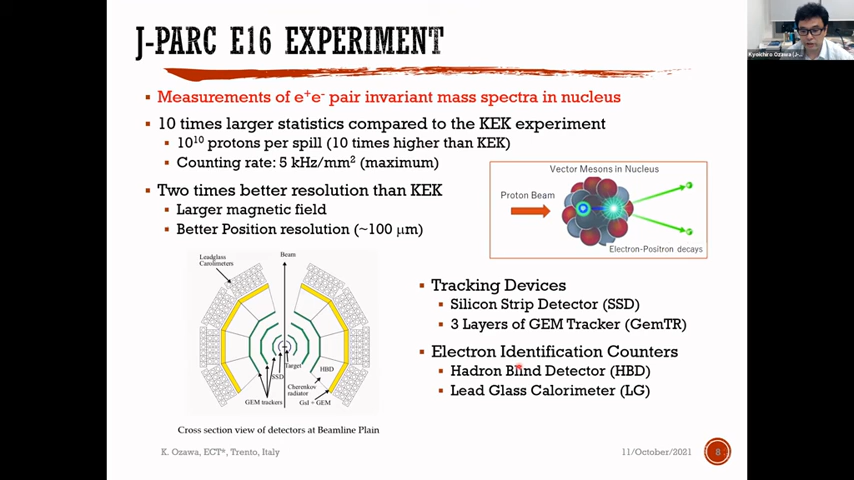 J-PARC E16 EXPERIMENT
Measurements of e+e- pair invariant mass spectra in nucleus
10 times larger statistics compared to the KEK experiment
10¹⁰ protons per spill (10 times higher than KEK)
Counting rate: 5 kHz/mm² (maximum)
Two times better resolution than KEK
Larger magnetic field
Better Position resolution (~100 μm)
Vector Mesons in Nucleus
Proton Beam
Electron-Positron decays
Leadglass
Carolimeters
Beam
Target
SSD
HBD
Cherenkov
radiator
GEM trackers
CsI + GEM
Cross section view of detectors at Beamline Plain
Tracking Devices
Silicon Strip Detector (SSD)
3 Layers of GEM Tracker (GemTR)
Electron Identification Counters
Hadron Blind Detector (HBD)
Lead Glass Calorimeter (LG)
K. Ozawa, ECT*, Trento, Italy
11/October/2021
8
Kyoichiro Ozawa (J-